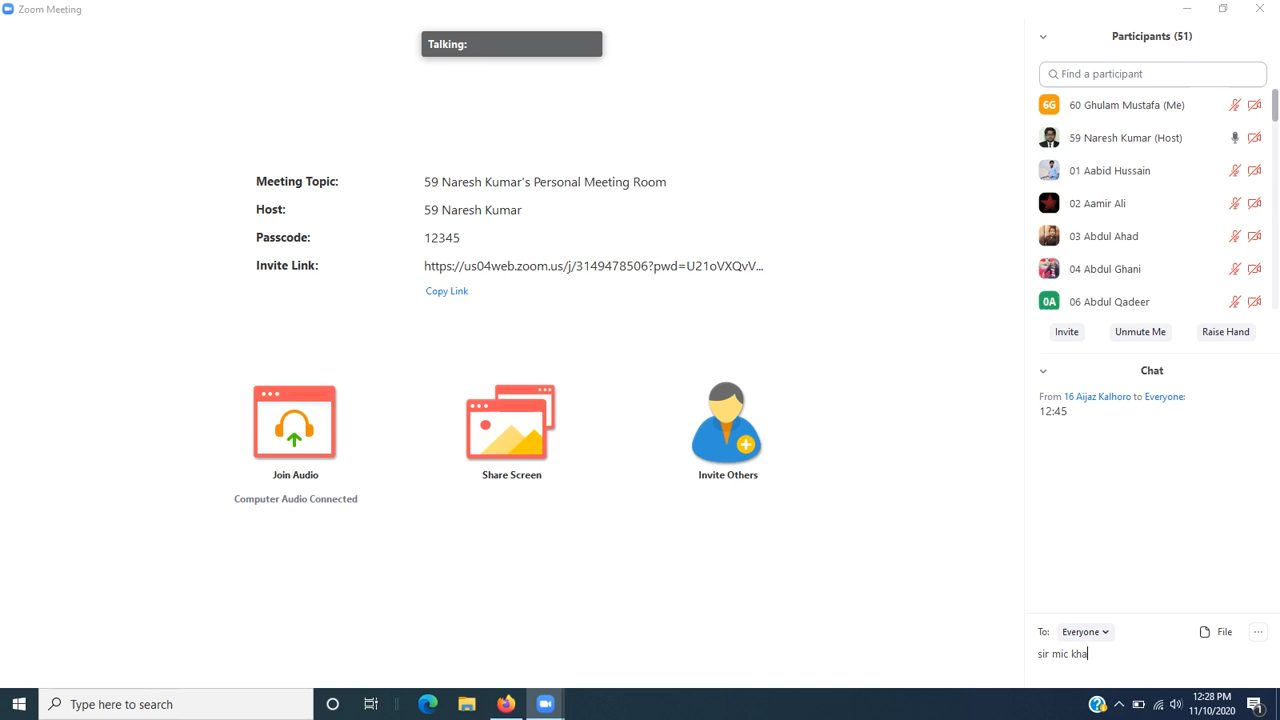 Zoom Meeting
Talking:
Meeting Topic: 59 Naresh Kumar's Personal Meeting Room
Host: 59 Naresh Kumar
Passcode: 12345
Invite Link: https://us04web.zoom.us/j/3149478506?pwd=U21oVXQvV...
Copy Link
Join Audio
Computer Audio Connected
Share Screen
Invite Others
Participants (51)
Find a participant
6G 60 Ghulam Mustafa (Me)
59 Naresh Kumar (Host)
01 Aabid Hussain
02 Aamir Ali
03 Abdul Ahad
04 Abdul Ghani
0A 06 Abdul Qadeer
Invite Unmute Me Raise Hand
Chat
From 16 Aijaz Kalhoro to Everyone:
12:45
To: Everyone File
sir mic kha
Type here to search
12:28 PM
11/10/2020